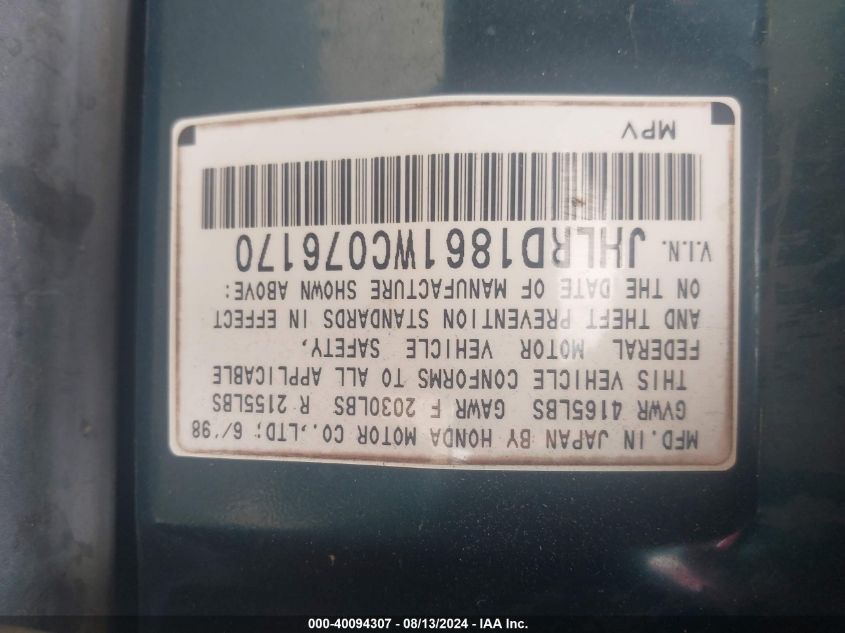 MFD. IN JAPAN BY HONDA MOTOR CO., LTD; 6/'98
GVWR 4165LBS GAWR F 2030LBS R 2155LBS
THIS VEHICLE CONFORMS TO ALL APPLICABLE
FEDERAL MOTOR VEHICLE SAFETY,
AND THEFT PREVENTION STANDARDS IN EFFECT
ON THE DATE OF MANUFACTURE SHOWN ABOVE:
V.I.N. JHLRD1861WC076170
MPV
000-40094307 - 08/13/2024 - IAA Inc.